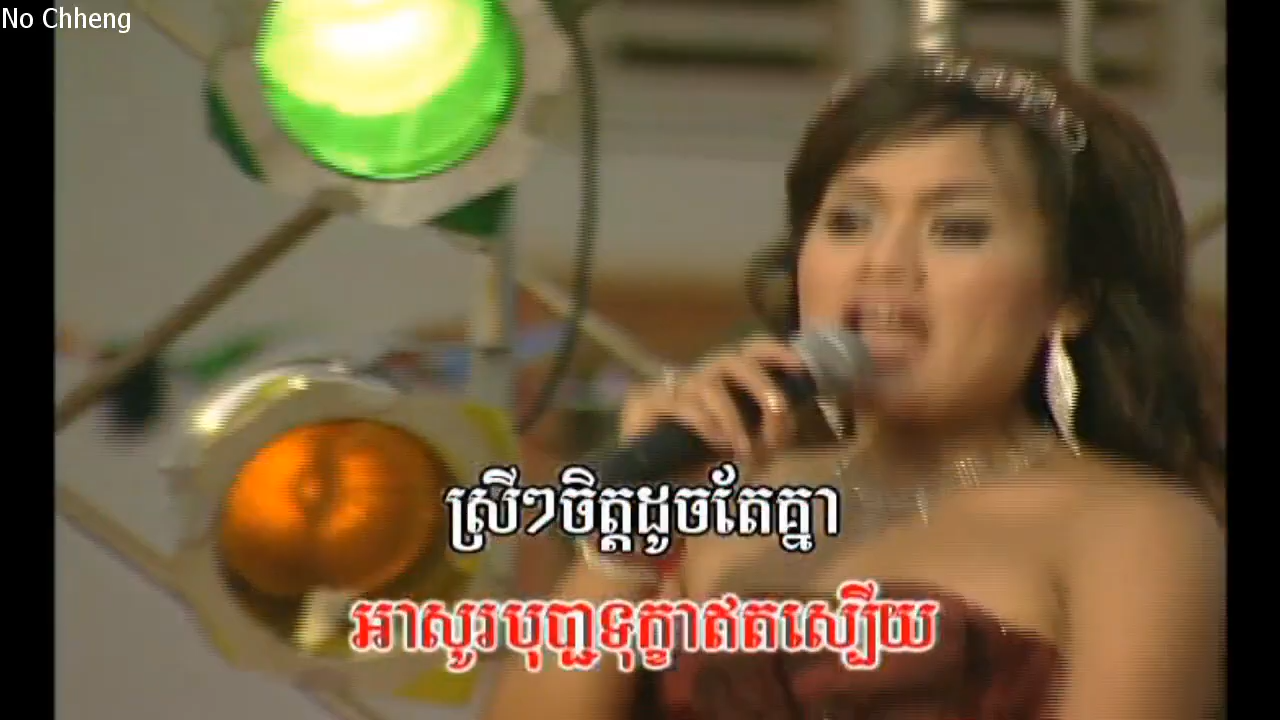 No Chheng
ស្រីៗចិត្តដូចតែគ្នា
អាសូរបុប្ផាទុក្ខាឥតស្បើយ